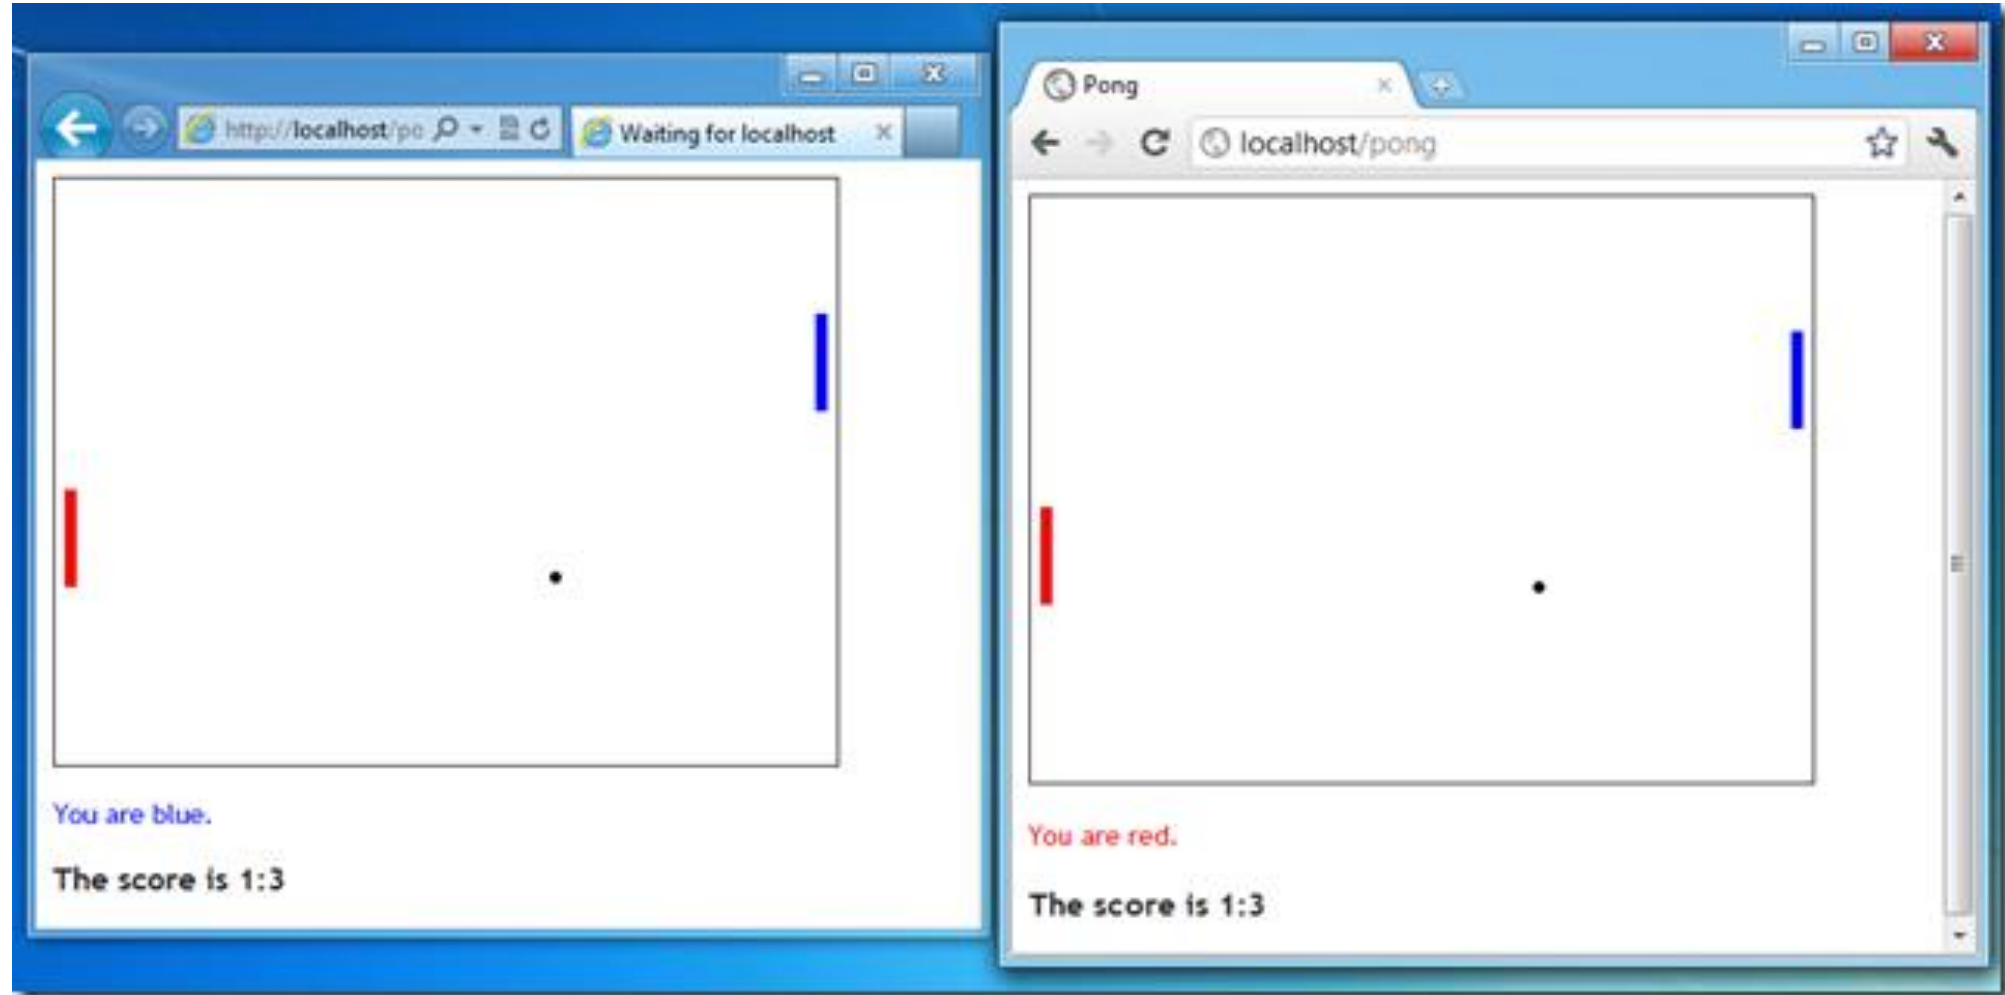 http://localhost/po
Waiting for localhost
You are blue.
The score is 1:3
Pong
localhost/pong
You are red.
The score is 1:3